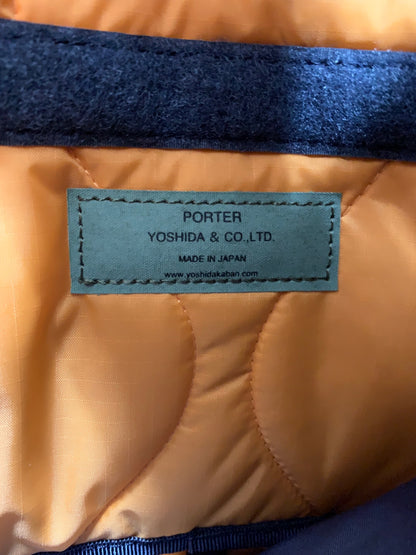 PORTER
YOSHIDA & CO.,LTD.
MADE IN JAPAN
www.yoshidakaban.com